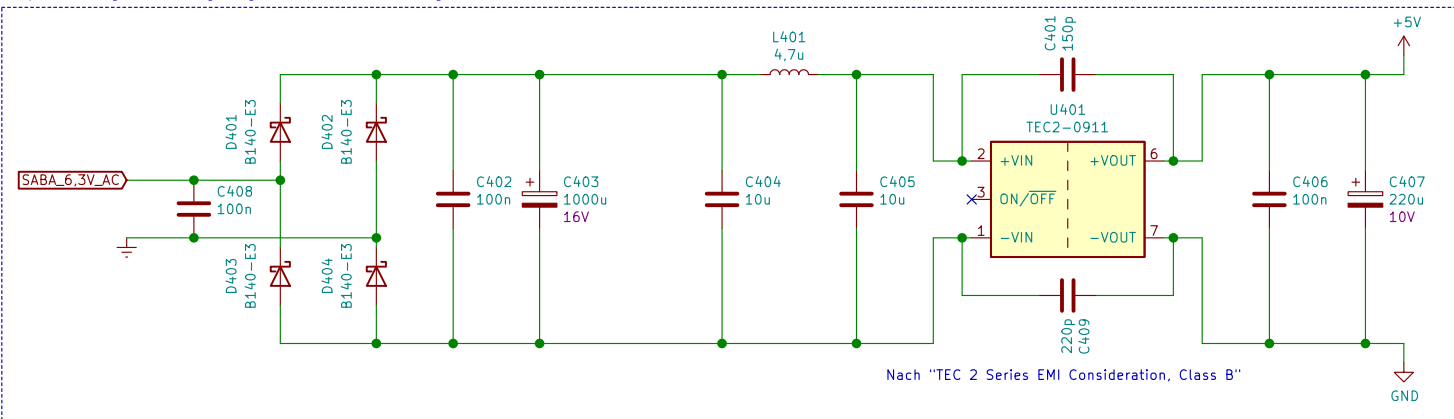 +5V
C401
150p
L401
4,7u
U401
TEC2-0911
D401
B140-E3
D402
B140-E3
2
+VIN
+VOUT
6
SABA_6,3V_AC
C408
100n
C402
100n
+
C403
1000u
16V
C404
10u
C405
10u
3
ON/OFF
C406
100n
+
C407
220u
10V
1
-VIN
-VOUT
7
D403
B140-E3
D404
B140-E3
220p
C409
Nach "TEC 2 Series EMI Consideration, Class B"
GND